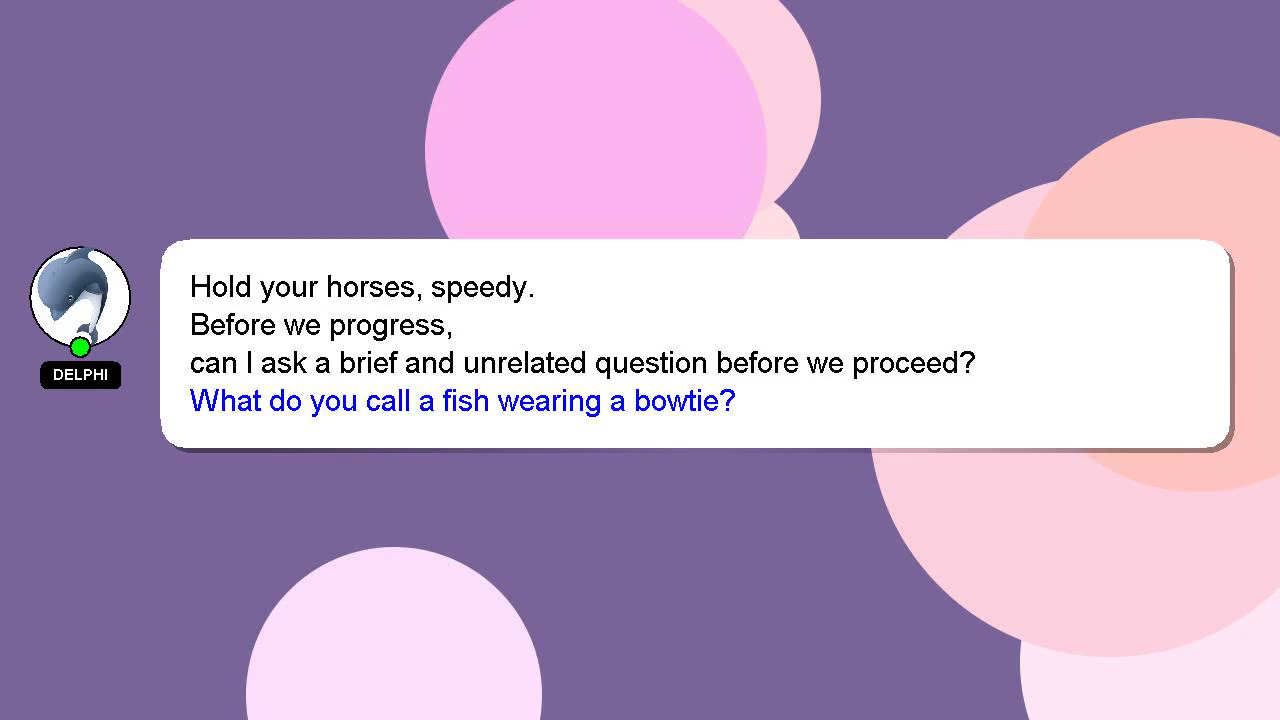 Hold your horses, speedy.
Before we progress,
can I ask a brief and unrelated question before we proceed?
What do you call a fish wearing a bowtie?
DELPHI